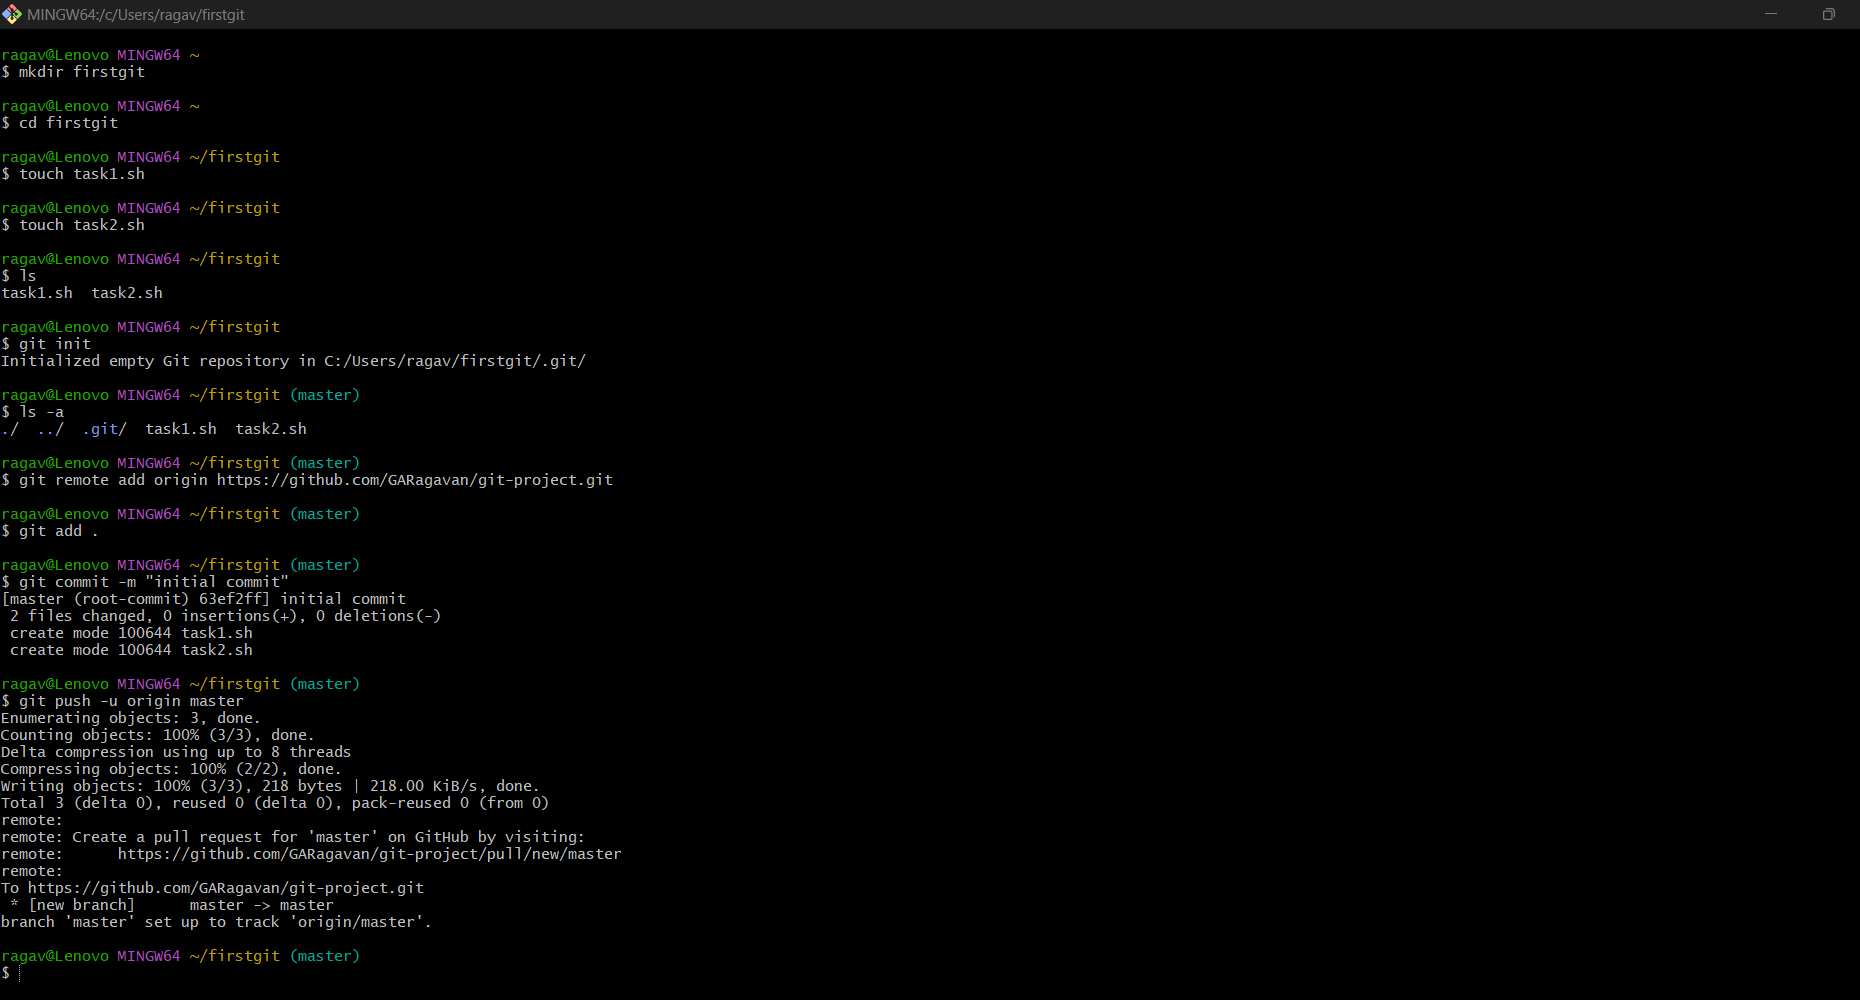 MINGW64:/c/Users/ragav/firstgit
ragav@Lenovo MINGW64 ~
$ mkdir firstgit
ragav@Lenovo MINGW64 ~
$ cd firstgit
ragav@Lenovo MINGW64 ~/firstgit
$ touch task1.sh
ragav@Lenovo MINGW64 ~/firstgit
$ touch task2.sh
ragav@Lenovo MINGW64 ~/firstgit
$ ls
task1.sh  task2.sh
ragav@Lenovo MINGW64 ~/firstgit
$ git init
Initialized empty Git repository in C:/Users/ragav/firstgit/.git/
ragav@Lenovo MINGW64 ~/firstgit (master)
$ ls -a
./  ../  .git/  task1.sh  task2.sh
ragav@Lenovo MINGW64 ~/firstgit (master)
$ git remote add origin https://github.com/GARagavan/git-project.git
ragav@Lenovo MINGW64 ~/firstgit (master)
$ git add .
ragav@Lenovo MINGW64 ~/firstgit (master)
$ git commit -m "initial commit"
[master (root-commit) 63ef2ff] initial commit
 2 files changed, 0 insertions(+), 0 deletions(-)
 create mode 100644 task1.sh
 create mode 100644 task2.sh
ragav@Lenovo MINGW64 ~/firstgit (master)
$ git push -u origin master
Enumerating objects: 3, done.
Counting objects: 100% (3/3), done.
Delta compression using up to 8 threads
Compressing objects: 100% (2/2), done.
Writing objects: 100% (3/3), 218 bytes | 218.00 KiB/s, done.
Total 3 (delta 0), reused 0 (delta 0), pack-reused 0 (from 0)
remote:
remote: Create a pull request for 'master' on GitHub by visiting:
remote:      https://github.com/GARagavan/git-project/pull/new/master
remote:
To https://github.com/GARagavan/git-project.git
 * [new branch]      master -> master
branch 'master' set up to track 'origin/master'.
ragav@Lenovo MINGW64 ~/firstgit (master)
$